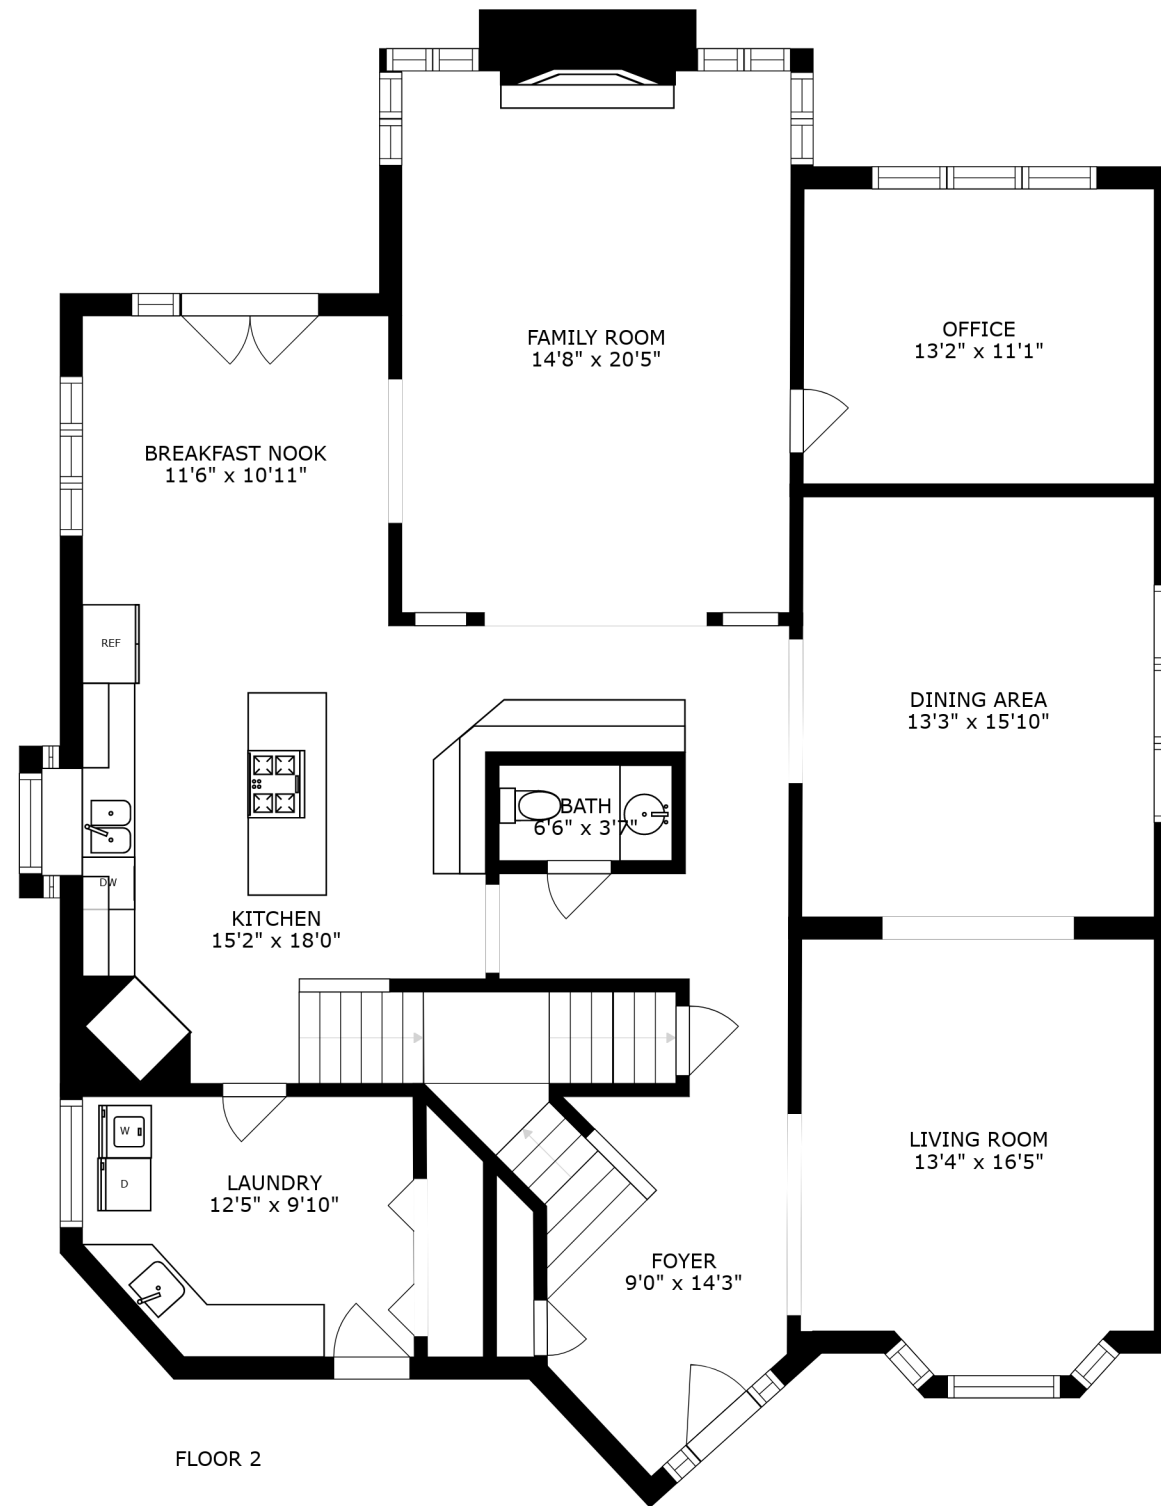 FAMILY ROOM
14'8" x 20'5"
OFFICE
13'2" x 11'1"
BREAKFAST NOOK
11'6" x 10'11"
REF
DINING AREA
13'3" x 15'10"
BATH
6'6" x 3'7"
DW
KITCHEN
15'2" x 18'0"
W
D
LAUNDRY
12'5" x 9'10"
LIVING ROOM
13'4" x 16'5"
FOYER
9'0" x 14'3"
FLOOR 2